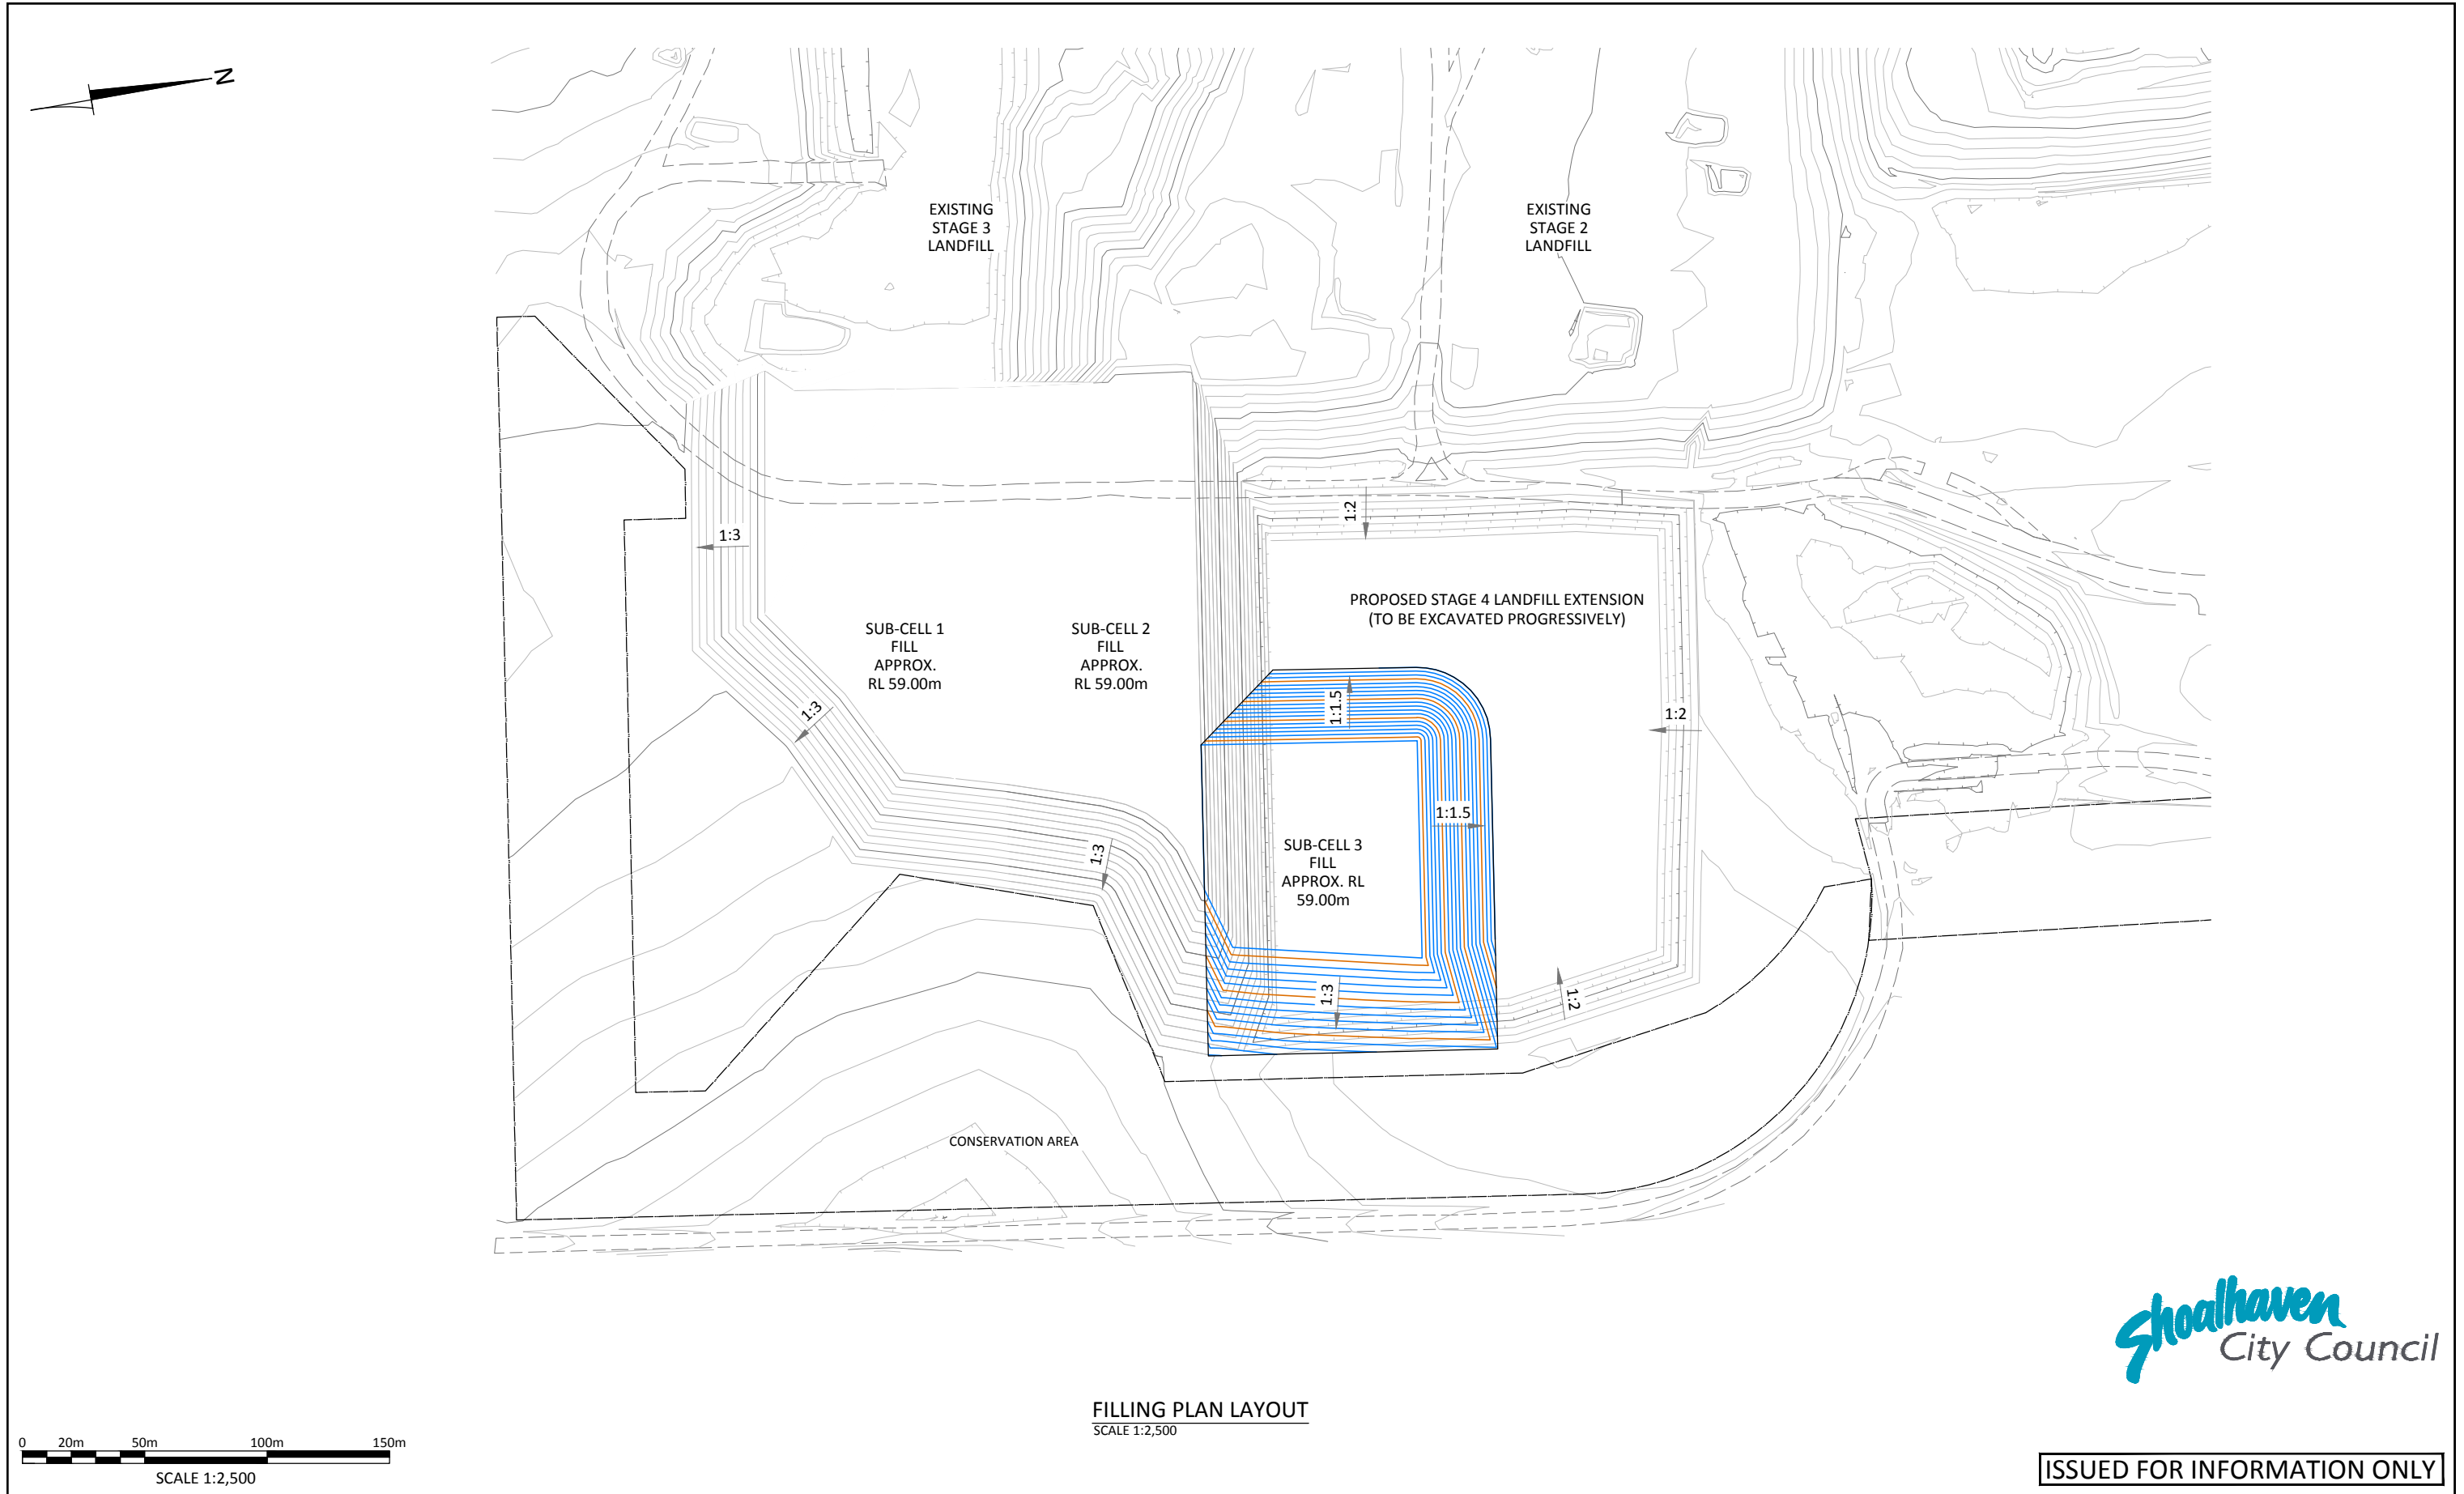 N
EXISTING
STAGE 3
LANDFILL
EXISTING
STAGE 2
LANDFILL
1:2
1:3
PROPOSED STAGE 4 LANDFILL EXTENSION
(TO BE EXCAVATED PROGRESSIVELY)
SUB-CELL 1
FILL
APPROX.
RL 59.00m
SUB-CELL 2
FILL
APPROX.
RL 59.00m
1:3
1:1.5
1:2
1:1.5
SUB-CELL 3
FILL
APPROX. RL
59.00m
1:3
1:3
1:2
CONSERVATION AREA
Shoalhaven
City Council
FILLING PLAN LAYOUT
SCALE 1:2,500
0 20m 50m 100m 150m
SCALE 1:2,500
ISSUED FOR INFORMATION ONLY